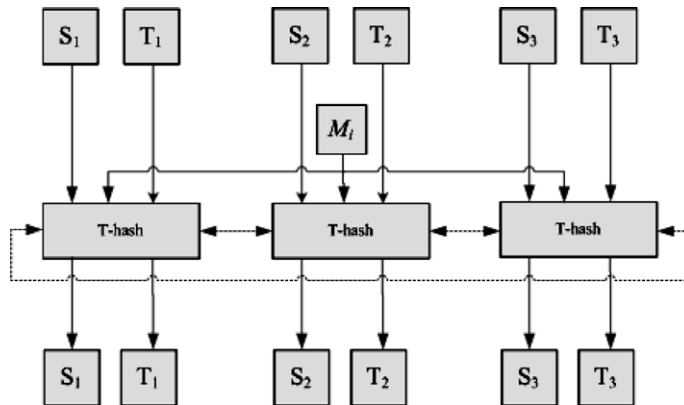 S₁ T₁ S₂ T₂ S₃ T₃
Mᵢ
T-hash T-hash T-hash
S₁ T₁ S₂ T₂ S₃ T₃